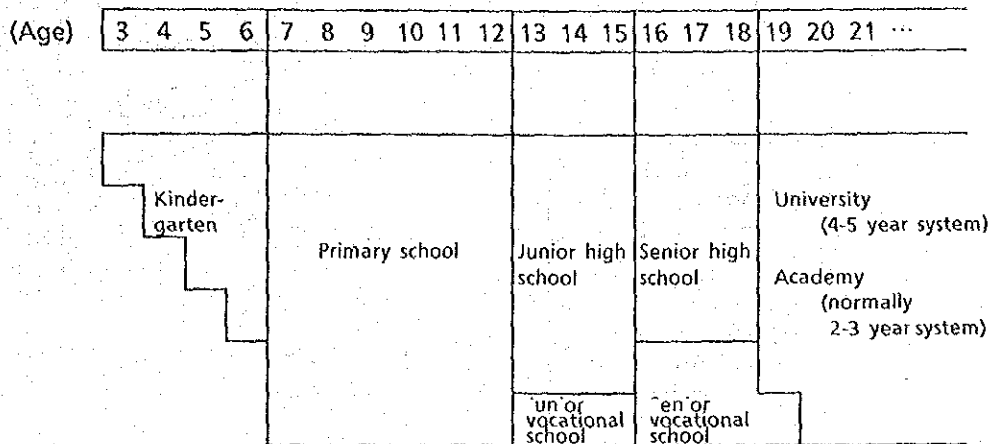 (Age) 3 4 5 6 7 8 9 10 11 12 13 14 15 16 17 18 19 20 21 ...
Kinder-
garten
Primary school
Junior high
school
Senior high
school
University
(4-5 year system)
Academy
(normally
2-3 year system)
vocational
school
vocational
school